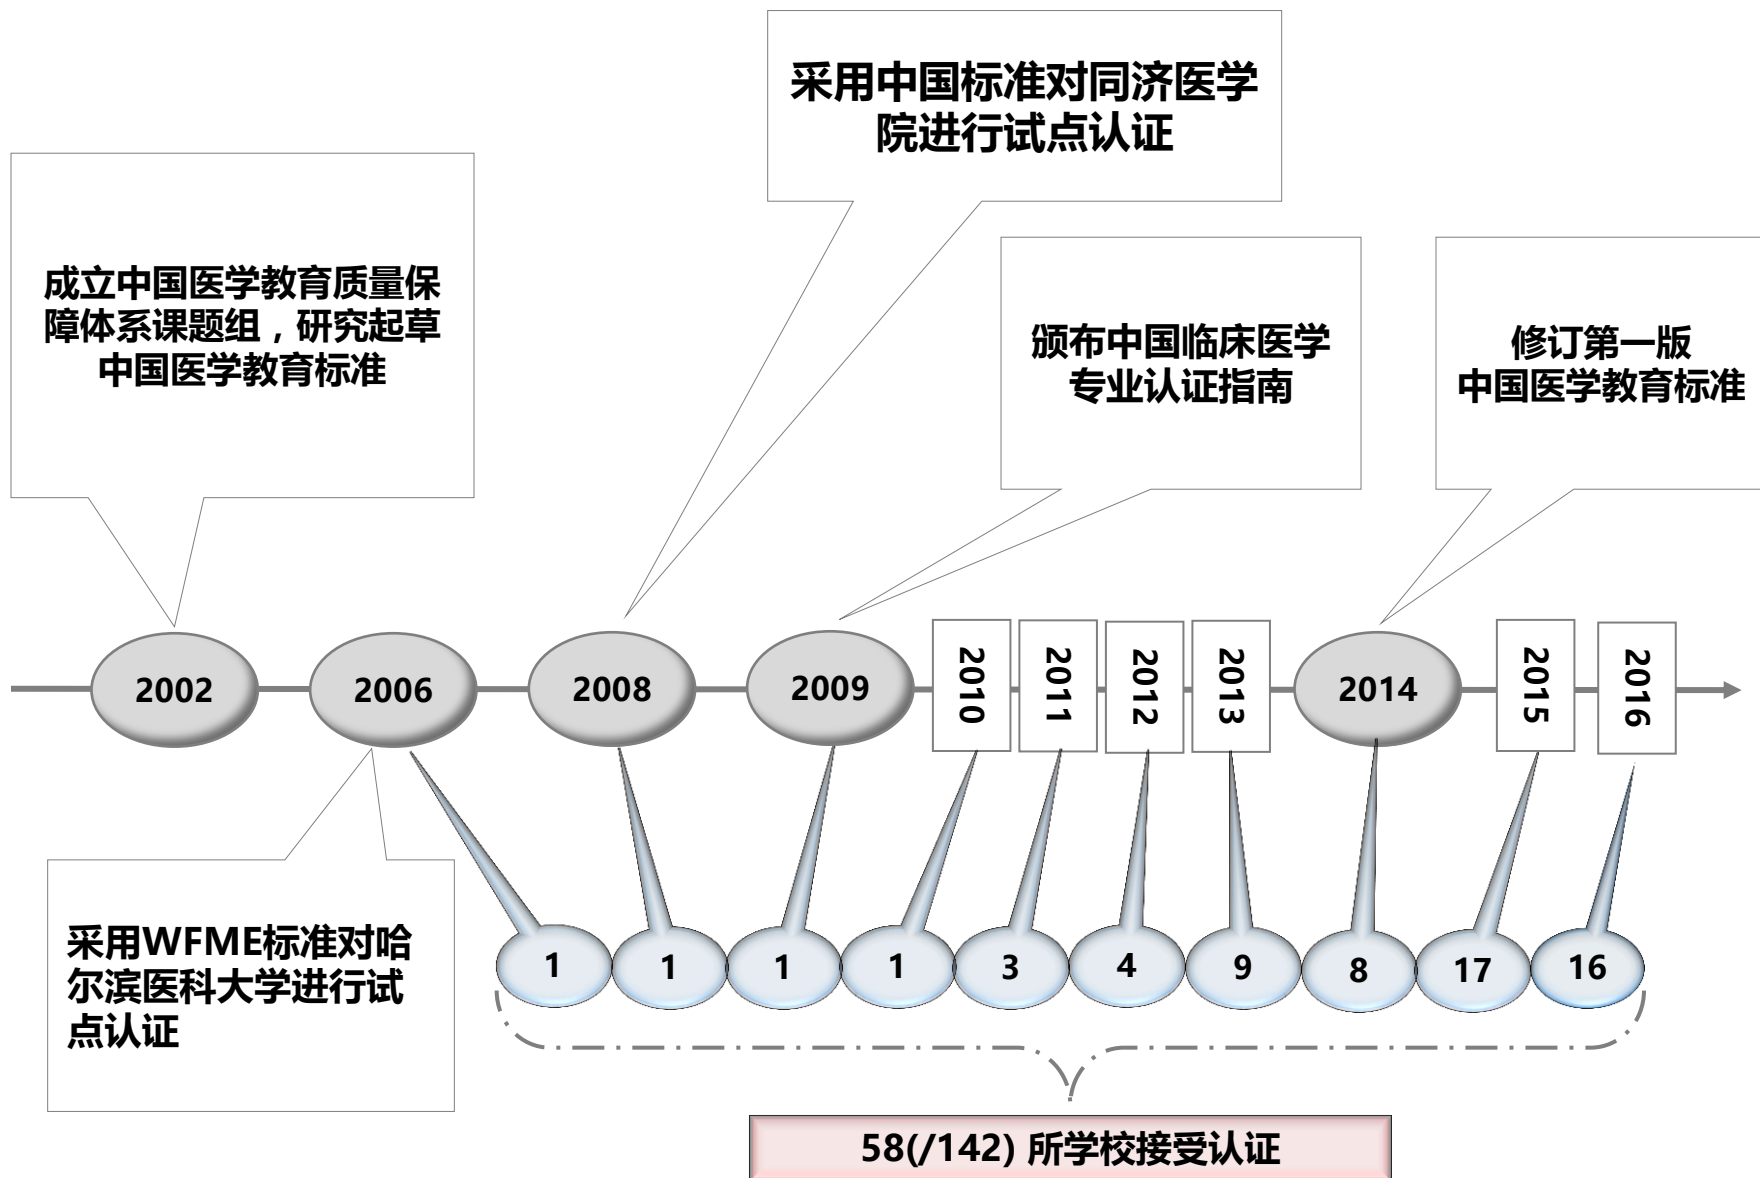 采用中国标准对同济医学
院进行试点认证
成立中国医学教育质量保
障体系课题组，研究起草
中国医学教育标准
颁布中国临床医学
专业认证指南
修订第一版
中国医学教育标准
2002
2006
2008
2009
2010
2011
2012
2013
2014
2015
2016
采用WFME标准对哈
尔滨医科大学进行试
点认证
1
1
1
1
3
4
9
8
17
16
58(/142) 所学校接受认证